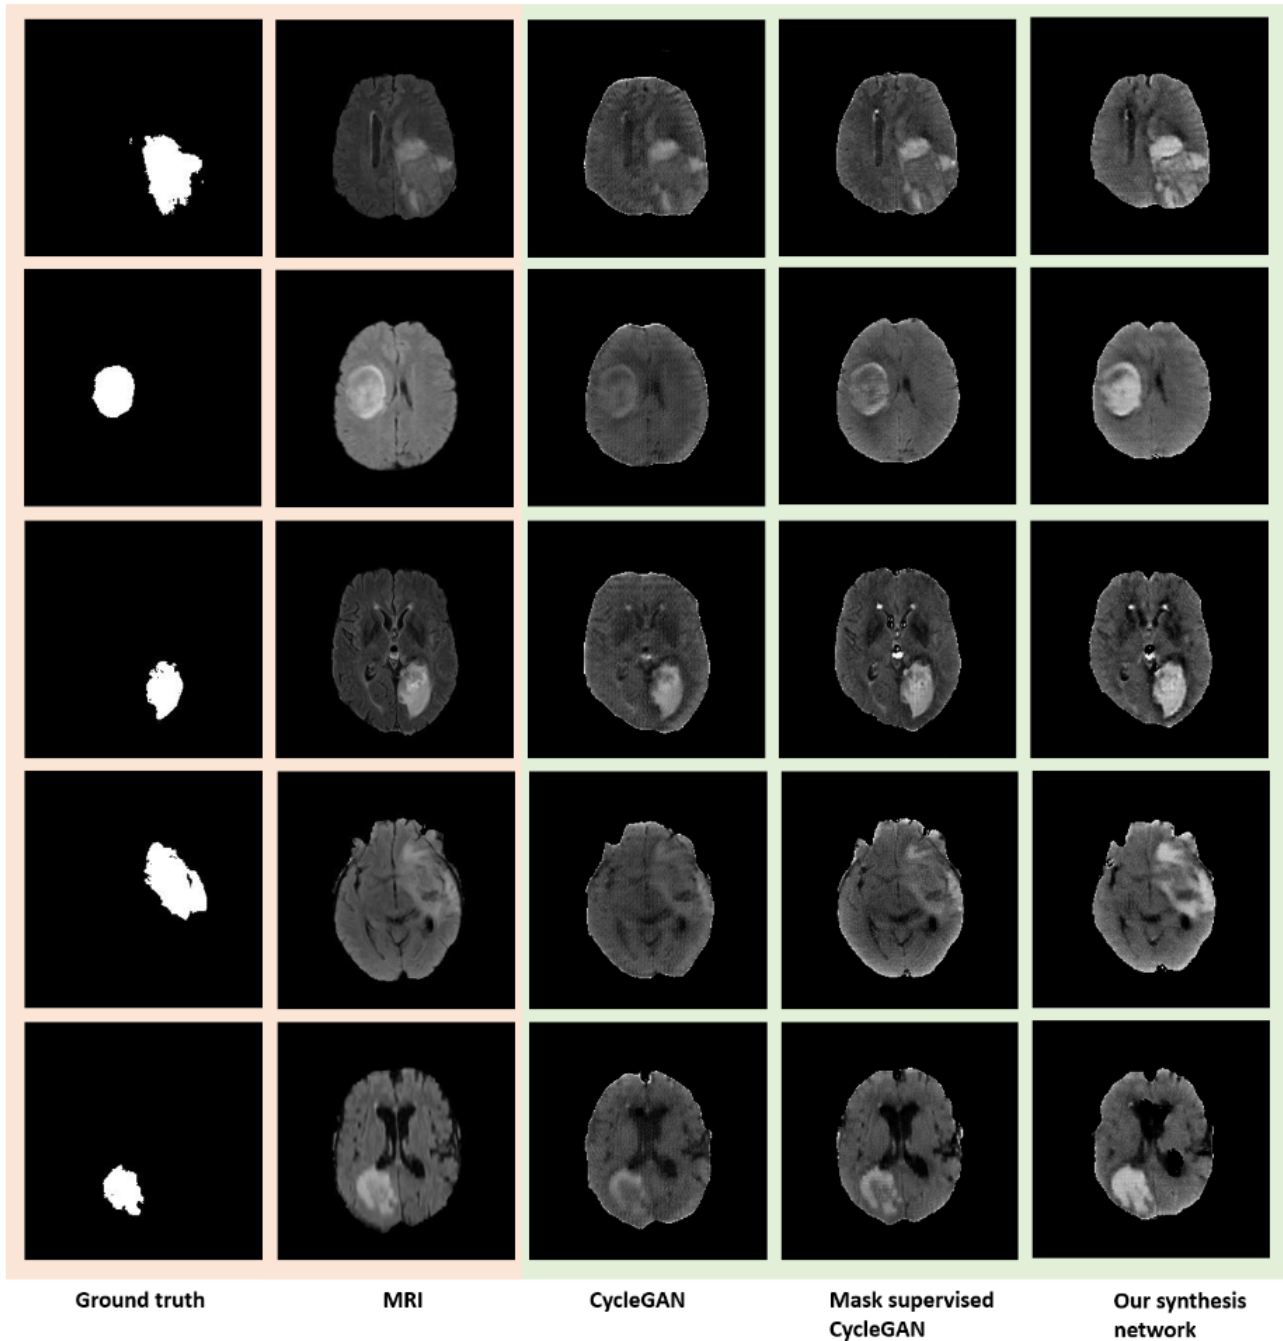 Ground truth
MRI
CycleGAN
Mask supervised
CycleGAN
Our synthesis
network